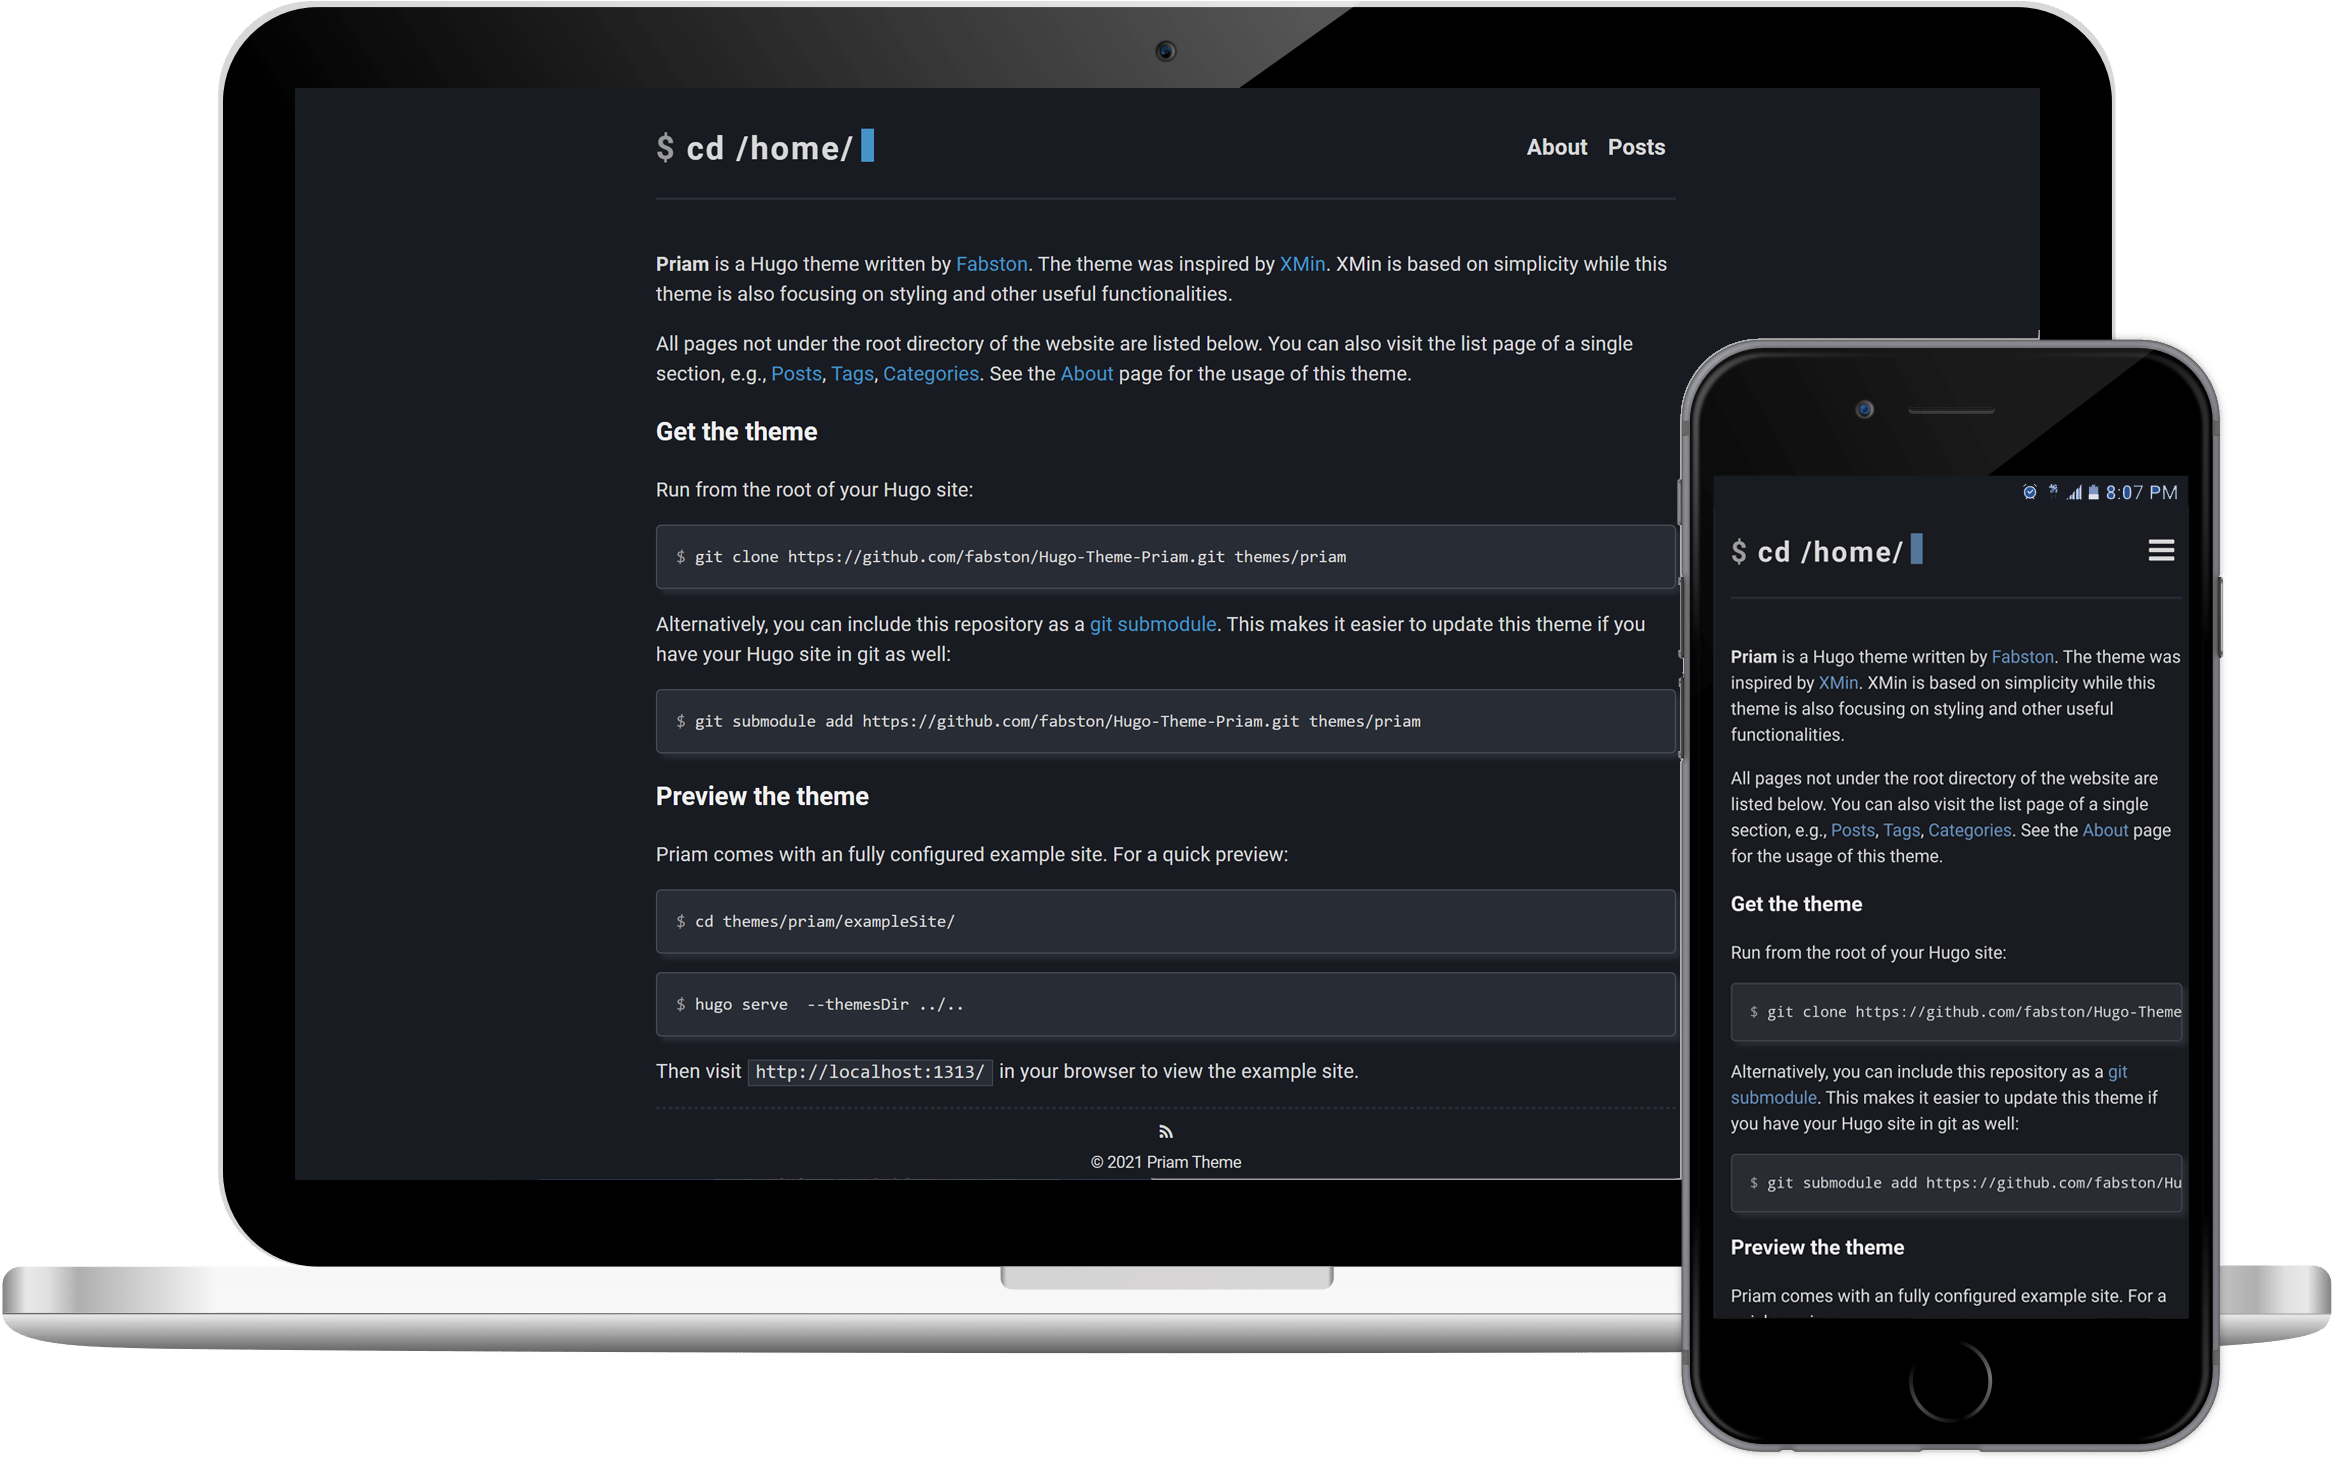 $ cd /home/
About Posts
Priam is a Hugo theme written by Fabston. The theme was inspired by XMin. XMin is based on simplicity while this
theme is also focusing on styling and other useful functionalities.
All pages not under the root directory of the website are listed below. You can also visit the list page of a single
section, e.g., Posts, Tags, Categories. See the About page for the usage of this theme.
Get the theme
Run from the root of your Hugo site:
$ git clone https://github.com/fabston/Hugo-Theme-Priam.git themes/priam
Alternatively, you can include this repository as a git submodule. This makes it easier to update this theme if you
have your Hugo site in git as well:
$ git submodule add https://github.com/fabston/Hugo-Theme-Priam.git themes/priam
Preview the theme
Priam comes with an fully configured example site. For a quick preview:
$ cd themes/priam/exampleSite/
$ hugo serve  --themesDir ../..
Then visit http://localhost:1313/ in your browser to view the example site.
© 2021 Priam Theme
8:07 PM
$ cd /home/
Priam is a Hugo theme written by Fabston. The theme was
inspired by XMin. XMin is based on simplicity while this
theme is also focusing on styling and other useful
functionalities.
All pages not under the root directory of the website are
listed below. You can also visit the list page of a single
section, e.g., Posts, Tags, Categories. See the About page
for the usage of this theme.
Get the theme
Run from the root of your Hugo site:
$ git clone https://github.com/fabston/Hugo-Theme
Alternatively, you can include this repository as a git
submodule. This makes it easier to update this theme if
you have your Hugo site in git as well:
$ git submodule add https://github.com/fabston/Hu
Preview the theme
Priam comes with an fully configured example site. For a